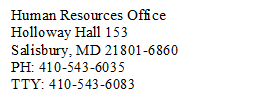 Human Resources Office
Holloway Hall 153
Salisbury, MD 21801-6860
PH: 410-543-6035
TTY: 410-543-6083